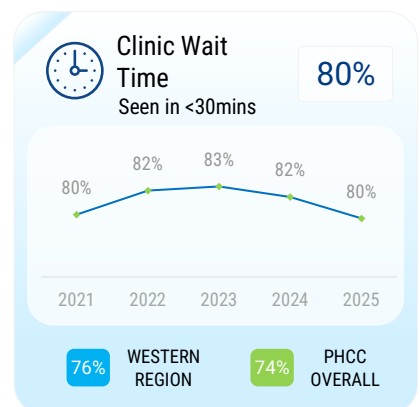 Clinic Wait
Time
Seen in <30mins
80%
80%
82%
83%
82%
80%
2021
2022
2023
2024
2025
76%
WESTERN
REGION
74%
PHCC
OVERALL